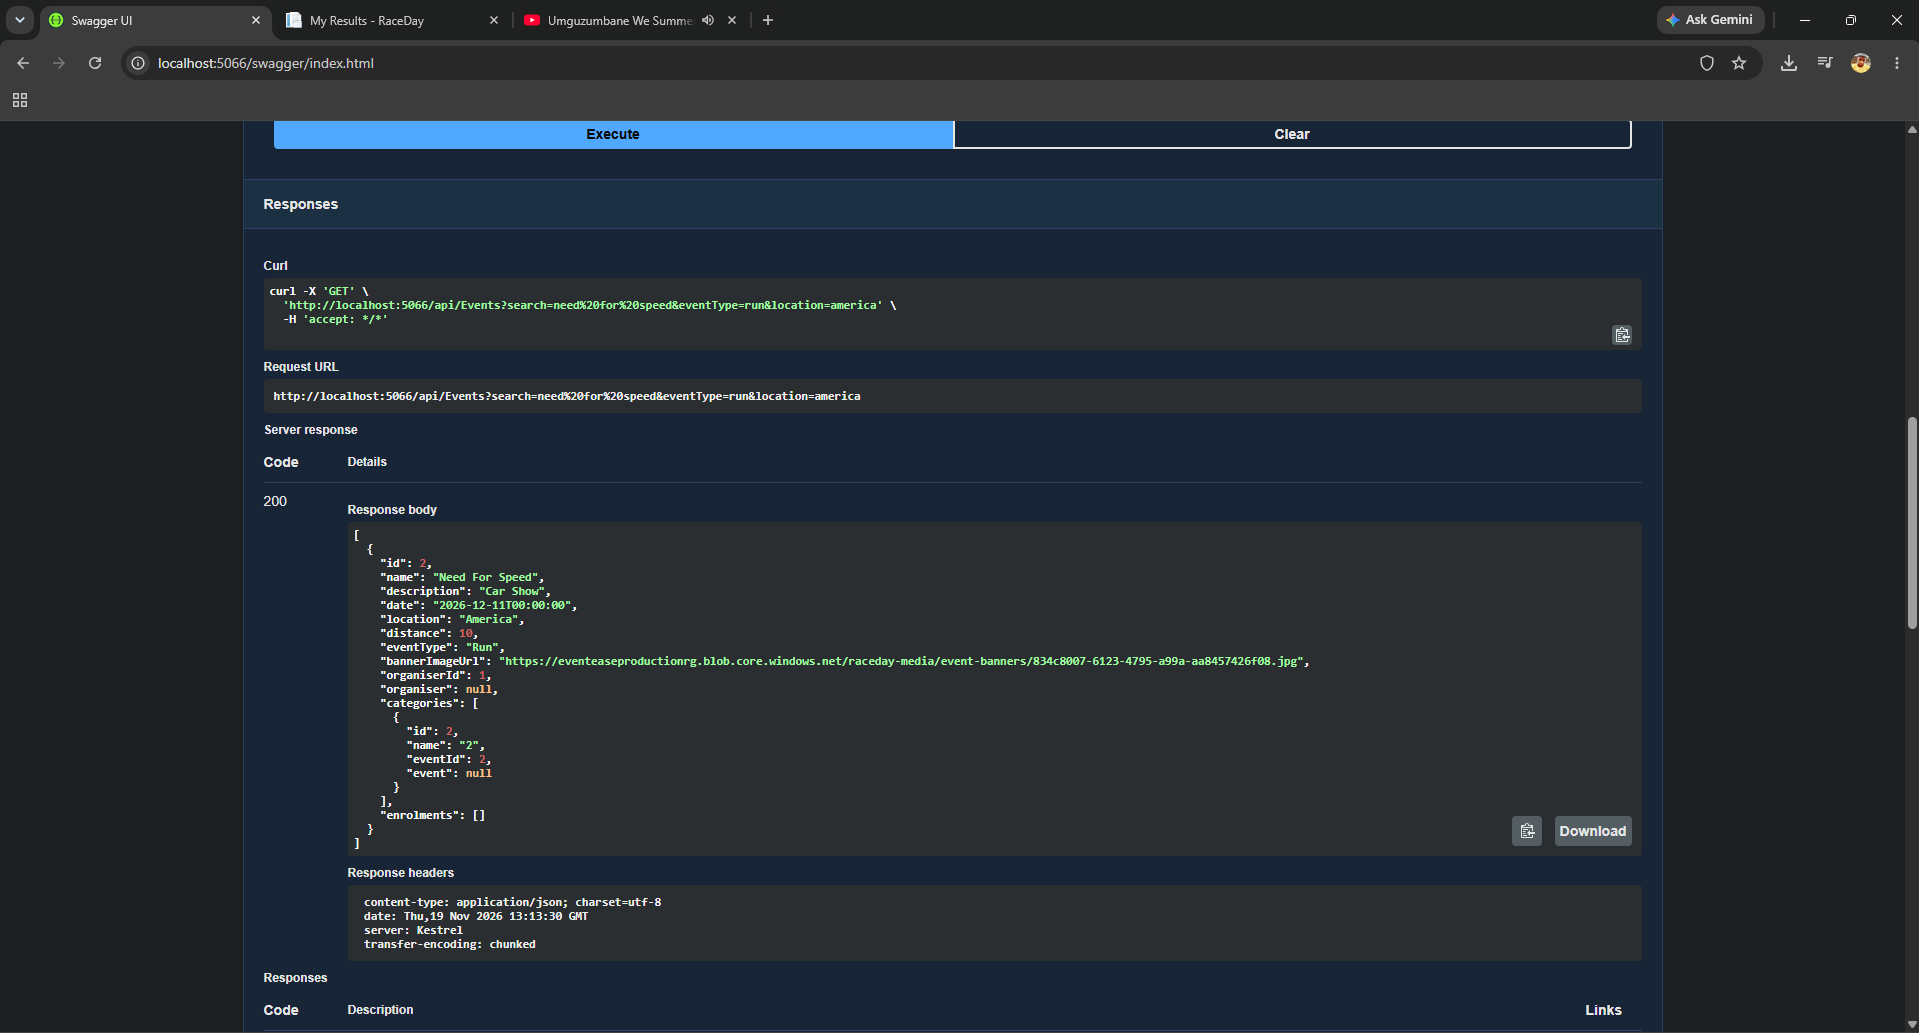 Swagger UI
My Results - RaceDay
Umguzumbane We Summe
Ask Gemini
localhost:5066/swagger/index.html
Execute
Clear
Responses
Curl
curl -X 'GET' \
'http://localhost:5066/api/Events?search=need%20for%20speed&eventType=run&location=america' \
-H 'accept: */*'
Request URL
http://localhost:5066/api/Events?search=need%20for%20speed&eventType=run&location=america
Server response
Code
Details
200
Response body
[
{
"id": 2,
"name": "Need For Speed",
"description": "Car Show",
"date": "2026-12-11T00:00:00",
"location": "America",
"distance": 10,
"eventType": "Run",
"bannerImageUrl": "https://eventeaseproductionrg.blob.core.windows.net/raceday-media/event-banners/834c8007-6123-4795-a99a-aa8457426f08.jpg",
"organiserId": 1,
"organiser": null,
"categories": [
{
"id": 2,
"name": "2",
"eventId": 2,
"event": null
}
],
"enrolments": []
}
]
Download
Response headers
content-type: application/json; charset=utf-8
date: Thu,19 Nov 2026 13:13:30 GMT
server: Kestrel
transfer-encoding: chunked
Responses
Code
Description
Links